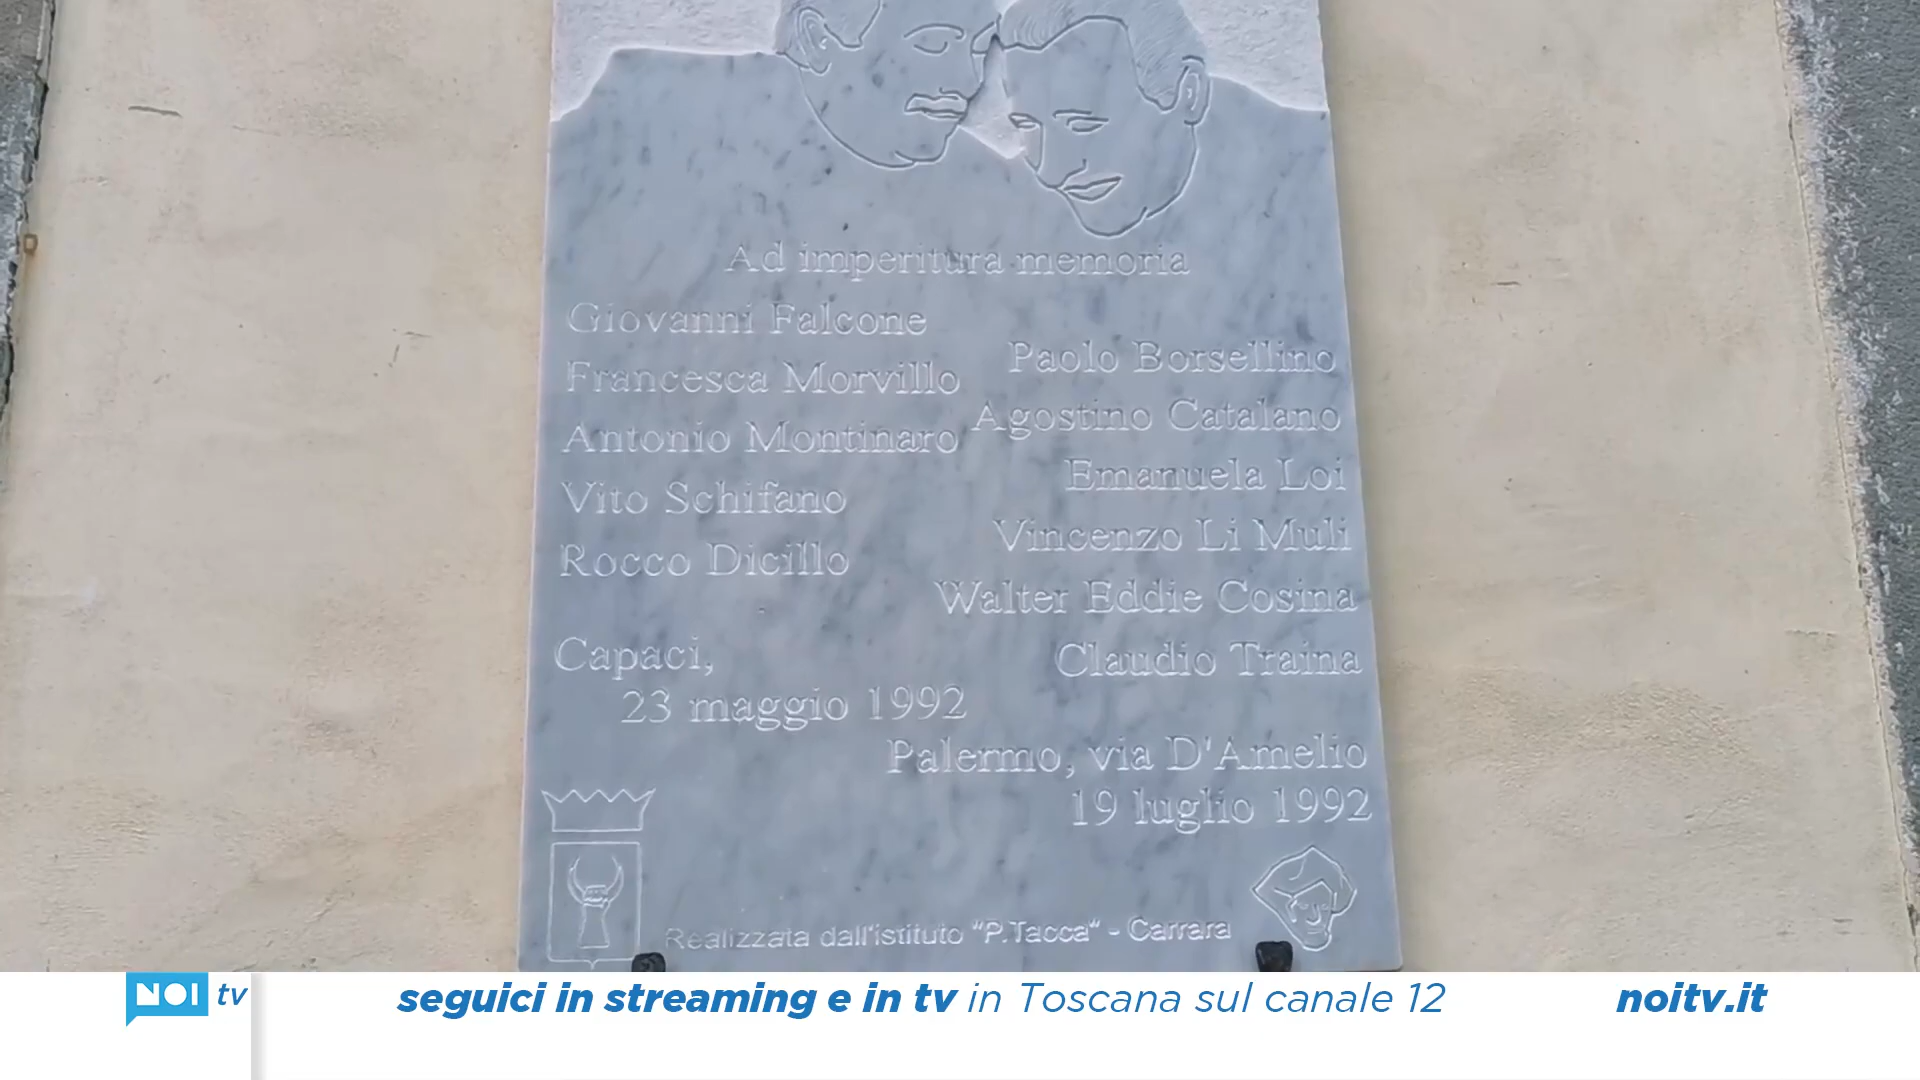 Ad imperitura memoria
Giovanni Falcone
Francesca Morvillo
Antonio Montinaro
Vito Schifano
Rocco Dicillo
Capaci,
23 maggio 1992
Paolo Borsellino
Agostino Catalano
Emanuela Loi
Vincenzo Li Muli
Walter Eddie Cosina
Claudio Traina
Palermo, via D'Amelio
19 luglio 1992
Realizzata dall'istituto "P.Tacca" - Carrara
NOI tv
seguici in streaming e in tv in Toscana sul canale 12
noitv.it